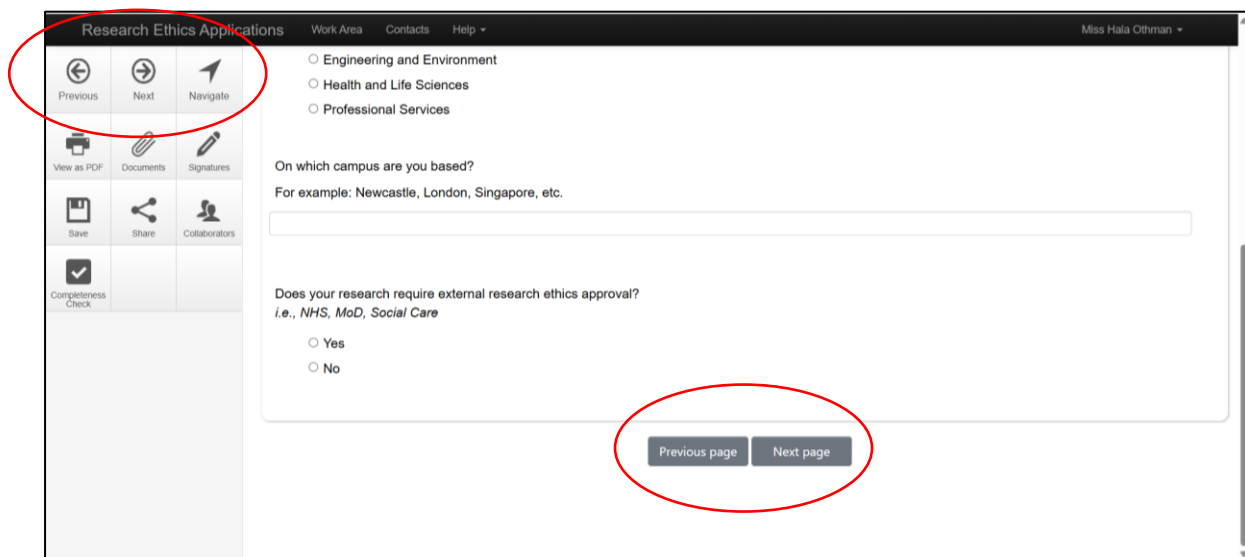 Research Ethics Applications Work Area Contacts Help Miss Hala Othman
Previous Next Navigate
View as PDF Documents Signatures
Save Share Collaborators
Completeness
Check
Engineering and Environment
Health and Life Sciences
Professional Services
On which campus are you based?
For example: Newcastle, London, Singapore, etc.
Does your research require external research ethics approval?
i.e., NHS, MoD, Social Care
Yes
No
Previous page Next page